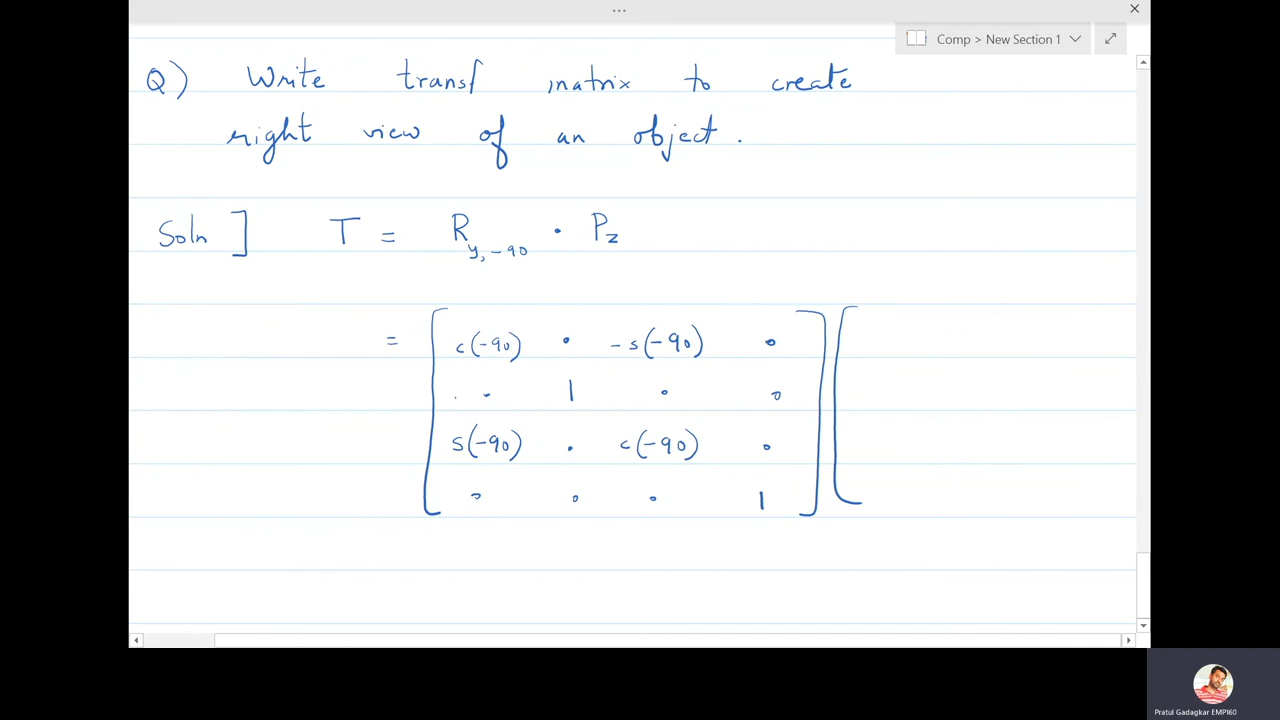 ...
Comp > New Section 1
Q) Write transf matrix to create
right view of an object.
Soln ] T = R y, -90 · Pz
= [ c(-90) 0 -s(-90) 0 ] [
0 1 0 0
s(-90) 0 c(-90) 0
0 0 0 1
Pratul Gadagkar EMP160